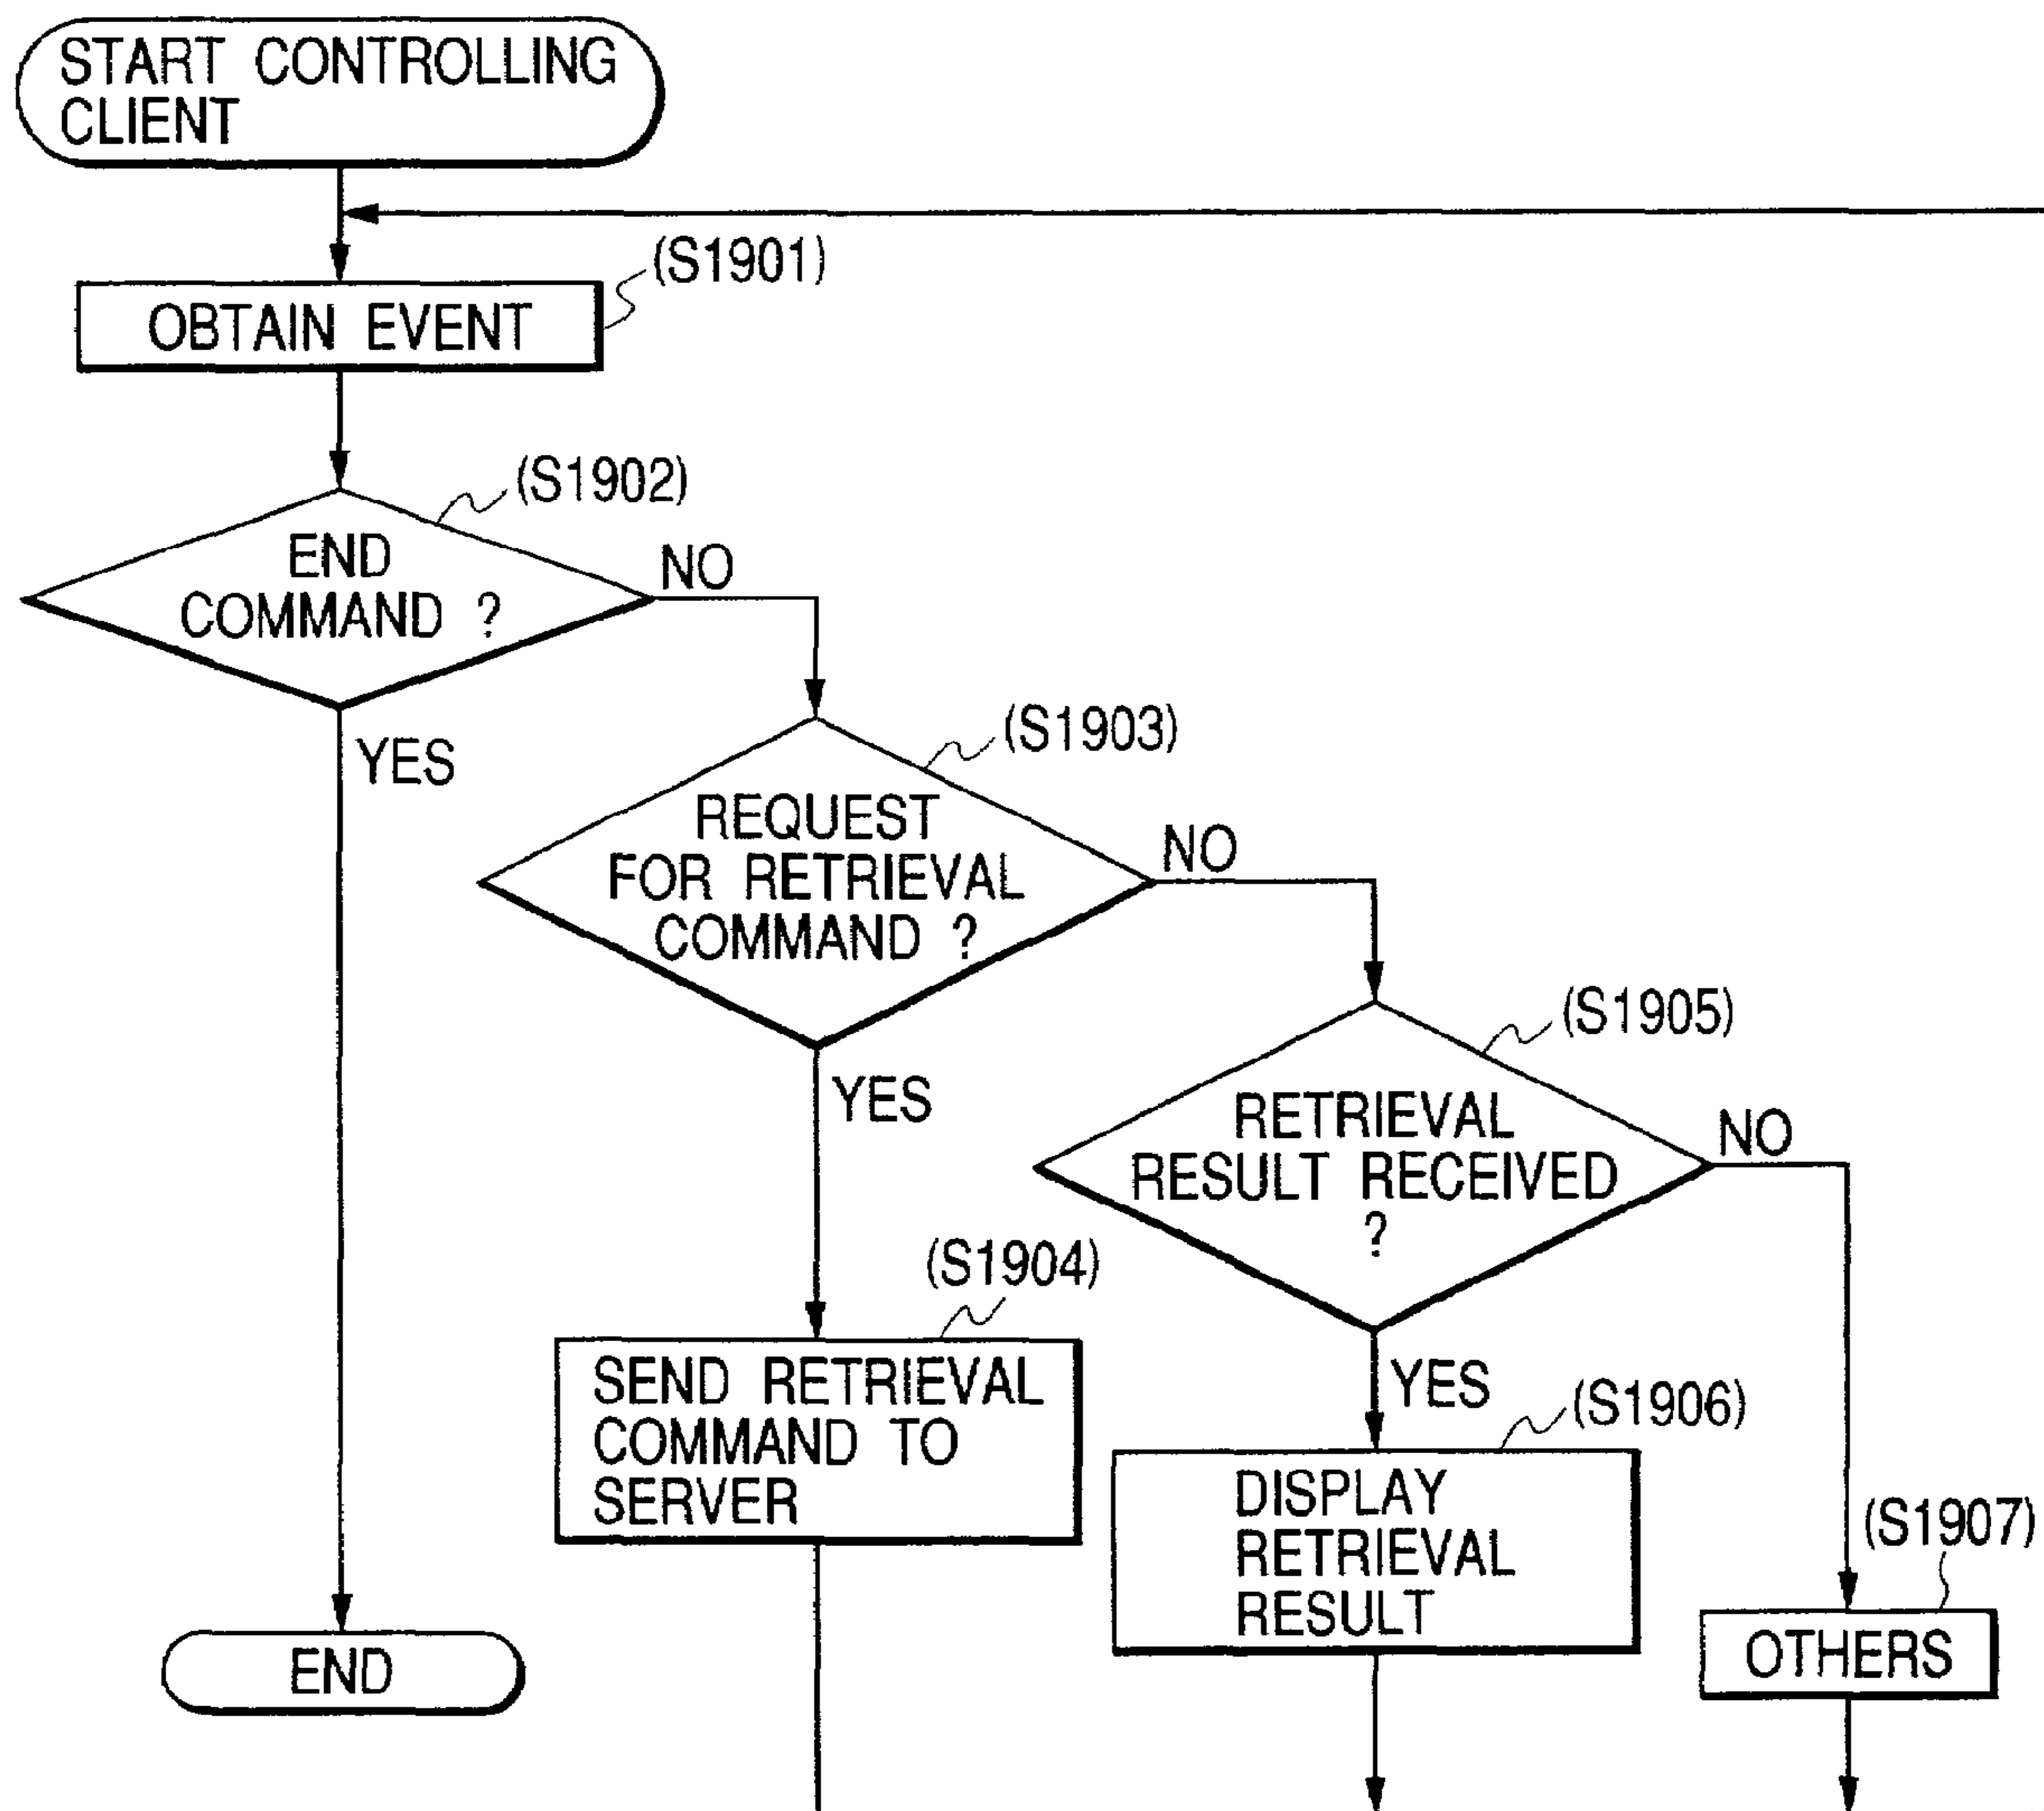 START CONTROLLING
CLIENT
(S1901)
OBTAIN EVENT
(S1902)
END
COMMAND ?
NO
YES
(S1903)
REQUEST
FOR RETRIEVAL
COMMAND ?
NO
YES
(S1905)
RETRIEVAL
RESULT RECEIVED
?
NO
YES
(S1904)
SEND RETRIEVAL
COMMAND TO
SERVER
(S1906)
DISPLAY
RETRIEVAL
RESULT
(S1907)
OTHERS
END